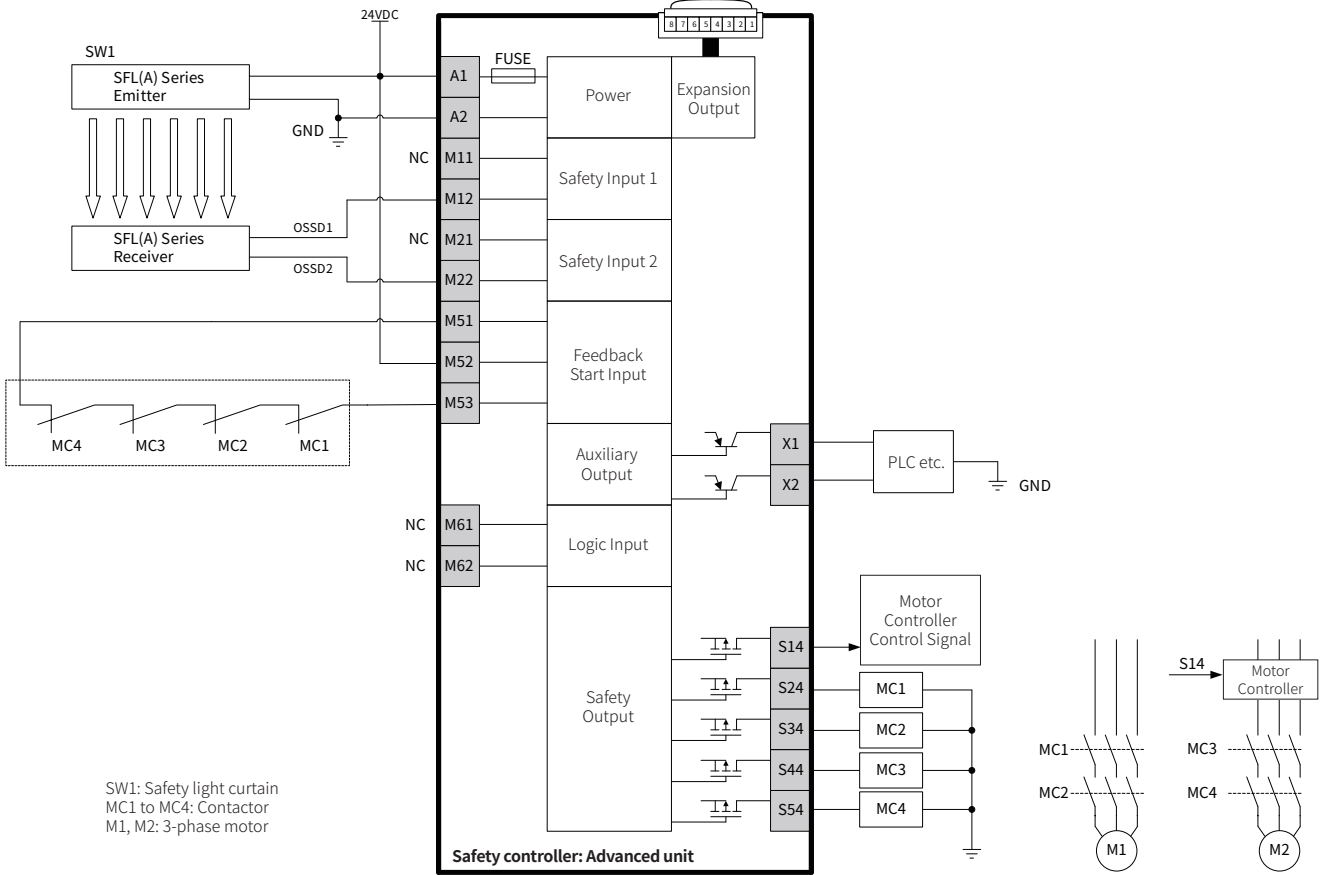 24VDC
8 7 6 5 4 3 2 1
SW1
SFL(A) Series
Emitter
GND
A1
FUSE
Power
Expansion
Output
A2
NC
M11
Safety Input 1
M12
OSSD1
SFL(A) Series
Receiver
OSSD2
NC
M21
Safety Input 2
M22
M51
M52
Feedback
Start Input
M53
MC4
MC3
MC2
MC1
Auxiliary
Output
X1
X2
PLC etc.
GND
NC
M61
Logic Input
NC
M62
Safety
Output
S14
Motor
Controller
Control Signal
S24
MC1
S34
MC2
S44
MC3
S54
MC4
MC1
MC2
M1
S14
Motor
Controller
MC3
MC4
M2
SW1: Safety light curtain
MC1 to MC4: Contactor
M1, M2: 3-phase motor
Safety controller: Advanced unit